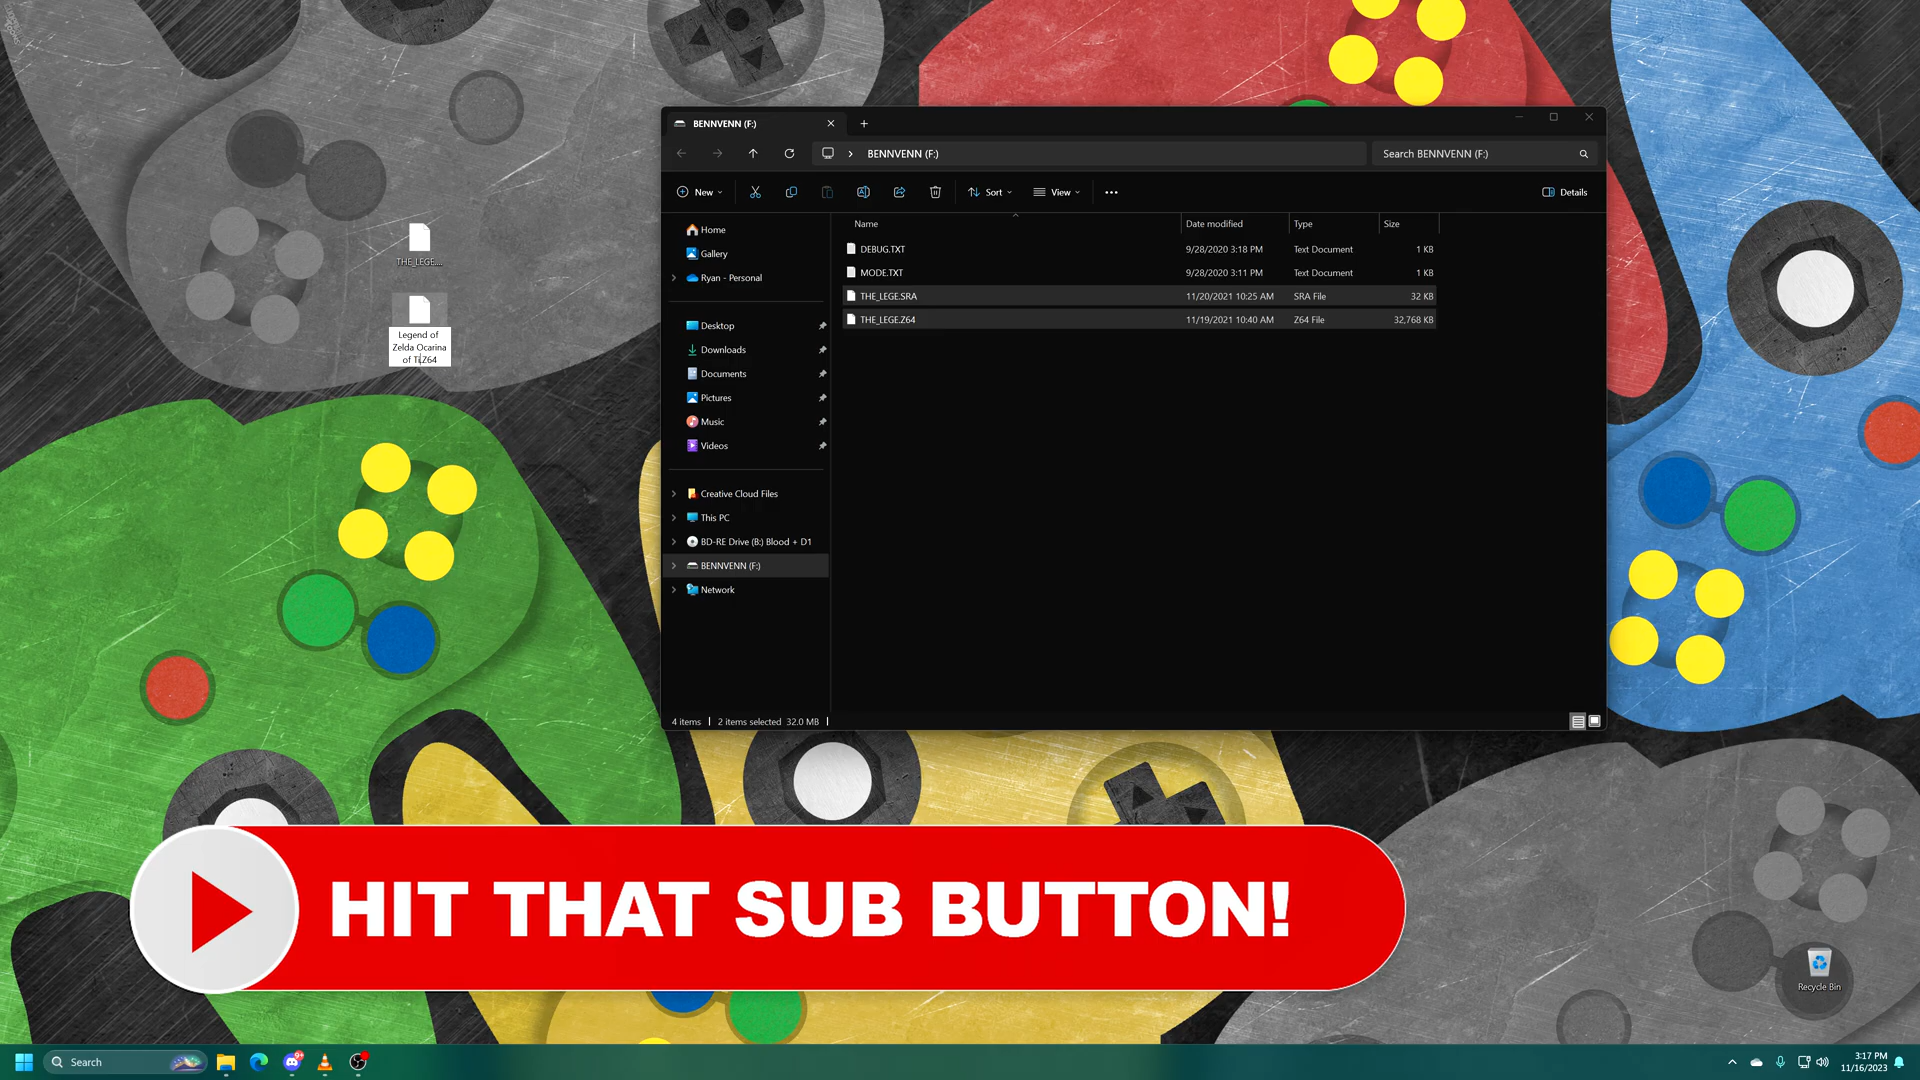 BENNVENN (F:)
BENNVENN (F:)
Search BENNVENN (F:)
New
Sort
View
Details
Home
Gallery
Ryan - Personal
Desktop
Downloads
Documents
Pictures
Music
Videos
Creative Cloud Files
This PC
BD-RE Drive (B:) Blood + D1
BENNVENN (F:)
Network
Name Date modified Type Size
DEBUG.TXT 9/28/2020 3:18 PM Text Document 1 KB
MODE.TXT 9/28/2020 3:11 PM Text Document 1 KB
THE_LEGE.SRA 11/20/2021 10:25 AM SRA File 32 KB
THE_LEGE.Z64 11/19/2021 10:40 AM Z64 File 32,768 KB
4 items 2 items selected 32.0 MB
THE_LEGE....
Legend of
Zelda Ocarina
of Ti.Z64
HIT THAT SUB BUTTON!
Recycle Bin
Search
9+
3:17 PM
11/16/2023